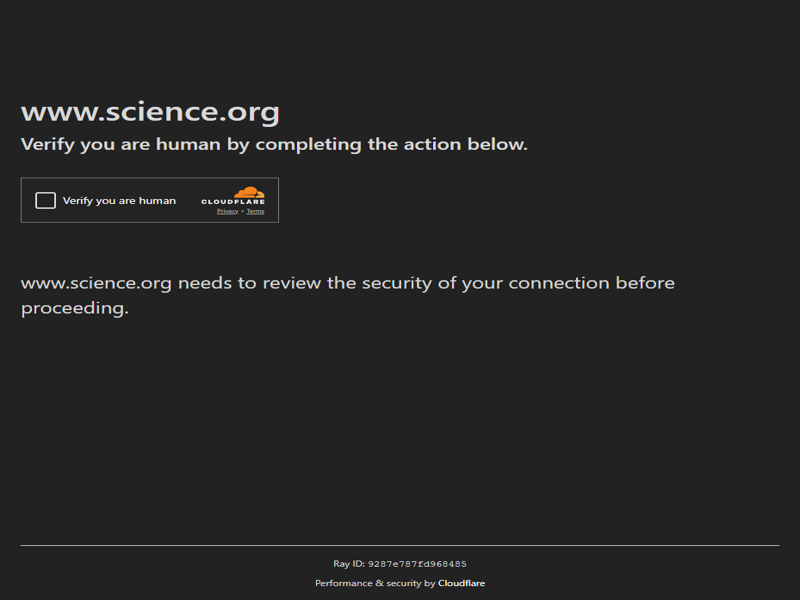 www.science.org
Verify you are human by completing the action below.
Verify you are human
CLOUDFLARE
Privacy • Terms
www.science.org needs to review the security of your connection before
proceeding.
Ray ID: 9287e787fd968485
Performance & security by Cloudflare